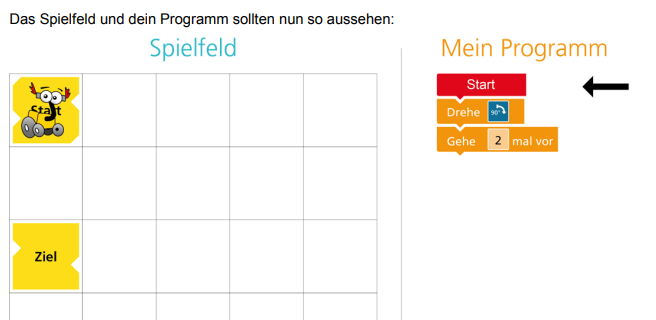 Das Spielfeld und dein Programm sollten nun so aussehen:
Spielfeld
Mein Programm
Start
Start
Drehe 90°
Gehe 2 mal vor
Ziel